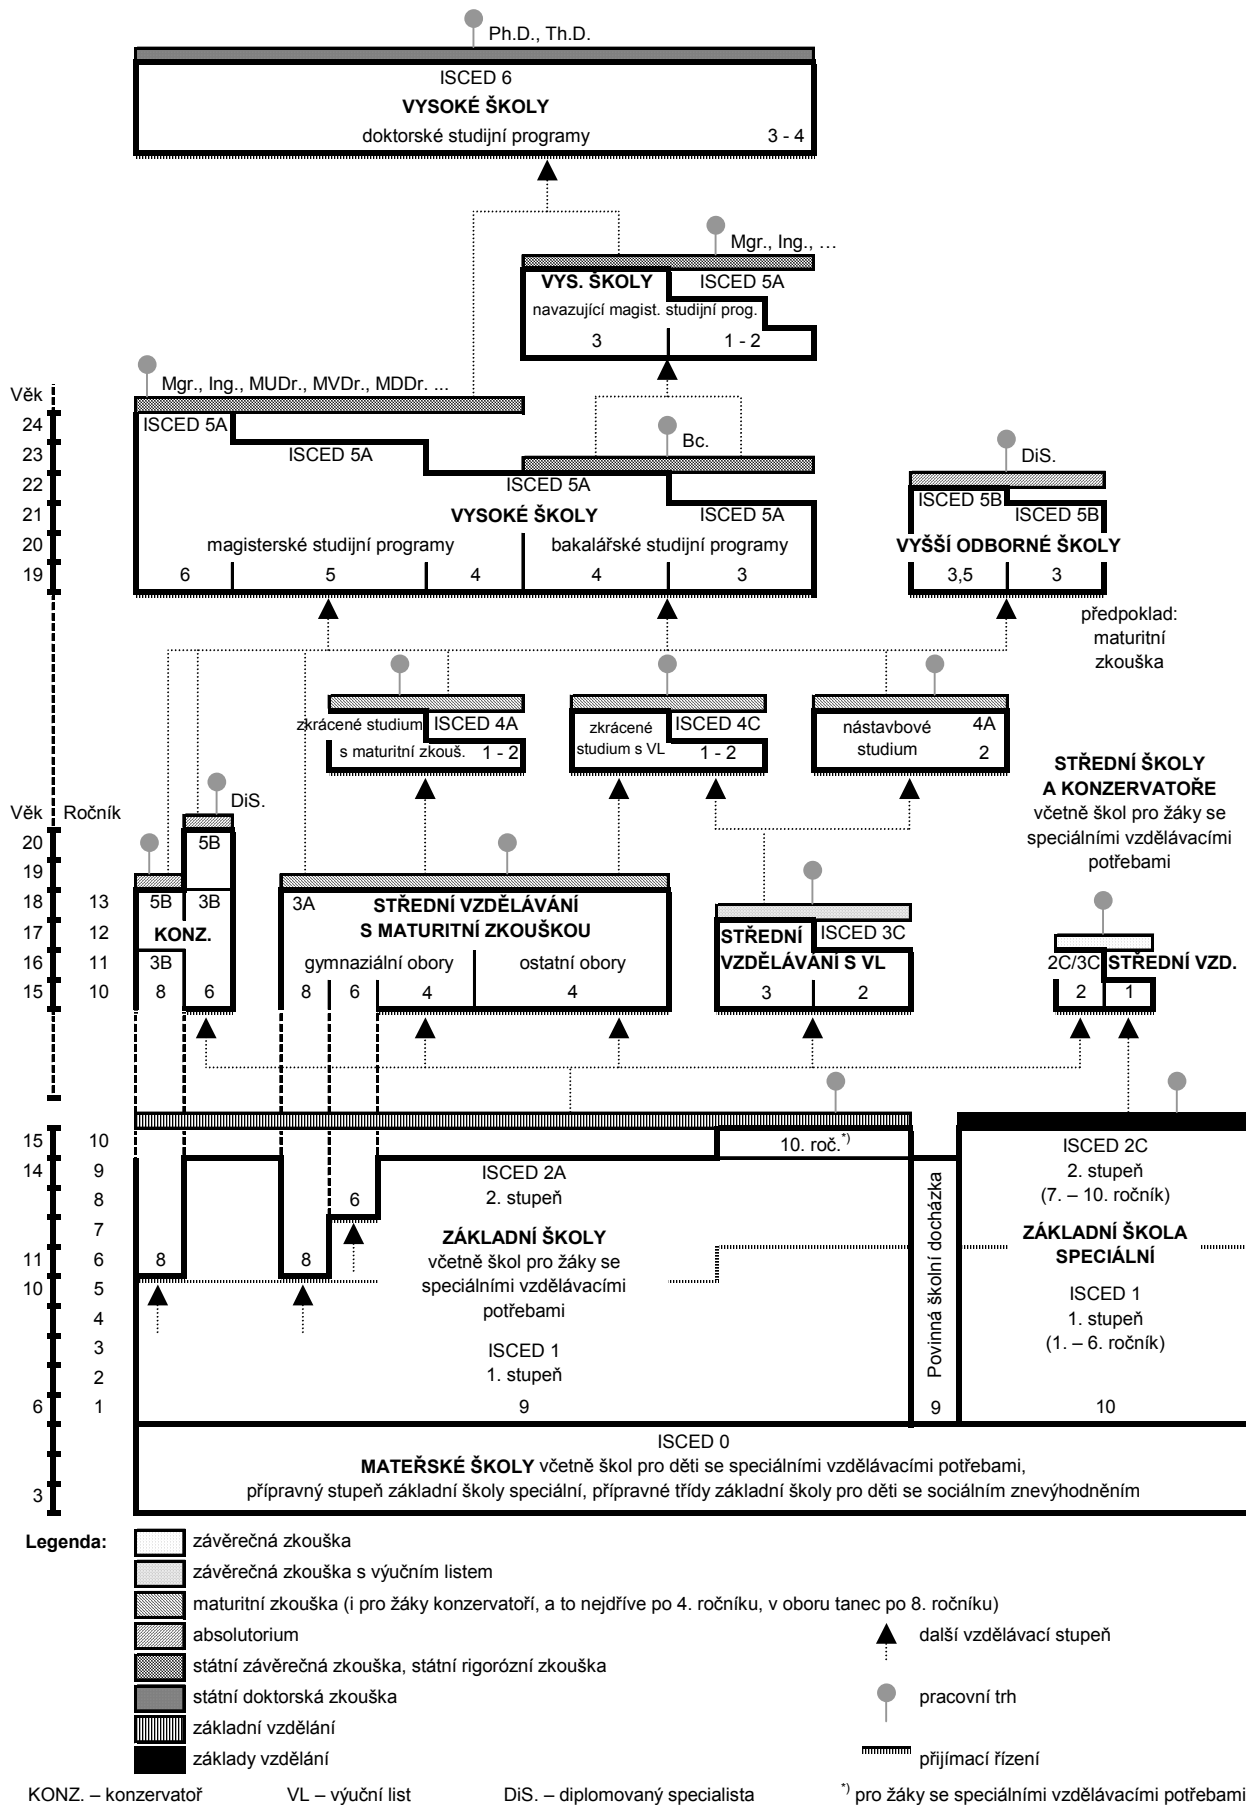 Ph.D., Th.D.
ISCED 6
VYSOKÉ ŠKOLY
doktorské studijní programy 3 - 4
Mgr., Ing., …
VYS. ŠKOLY ISCED 5A
navazující magist. studijní prog.
3 1 - 2
Mgr., Ing., MUDr., MVDr., MDDr. ...
Věk
24 ISCED 5A
23 ISCED 5A Bc. DiS.
22 ISCED 5A ISCED 5B
21 VYSOKÉ ŠKOLY ISCED 5A ISCED 5B
20 magisterské studijní programy bakalářské studijní programy VYŠŠÍ ODBORNÉ ŠKOLY
19 6 5 4 4 3 3,5 3
předpoklad:
maturitní
zkouška
zkrácené studium ISCED 4A
s maturitní zkouš. 1 - 2
zkrácené ISCED 4C
studium s VL 1 - 2
nástavbové 4A
studium 2
STŘEDNÍ ŠKOLY
A KONZERVATOŘE
včetně škol pro žáky se
speciálními vzdělávacími
potřebami
DiS.
Věk Ročník
20 5B
19
18 13 5B 3B 3A STŘEDNÍ VZDĚLÁVÁNÍ
17 12 KONZ. S MATURITNÍ ZKOUŠKOU STŘEDNÍ ISCED 3C
16 11 3B gymnaziální obory ostatní obory VZDĚLÁVÁNÍ S VL 2C/3C STŘEDNÍ VZD.
15 10 8 6 8 6 4 4 3 2 2 1
15 10 10. roč.*) ISCED 2C
14 9 ISCED 2A 2. stupeň
8 6 2. stupeň (7. – 10. ročník)
7 ZÁKLADNÍ ŠKOLY ZÁKLADNÍ ŠKOLA
11 6 8 8 včetně škol pro žáky se SPECIÁLNÍ
10 5 speciálními vzdělávacími ISCED 1
4 potřebami 1. stupeň
3 ISCED 1 (1. – 6. ročník)
2 1. stupeň
Povinná školní docházka
6 1 9 9 10
ISCED 0
MATEŘSKÉ ŠKOLY včetně škol pro děti se speciálními vzdělávacími potřebami,
3 přípravný stupeň základní školy speciální, přípravné třídy základní školy pro děti se sociálním znevýhodněním
Legenda: závěrečná zkouška
závěrečná zkouška s výučním listem
maturitní zkouška (i pro žáky konzervatoří, a to nejdříve po 4. ročníku, v oboru tanec po 8. ročníku)
absolutorium další vzdělávací stupeň
státní závěrečná zkouška, státní rigorózní zkouška
státní doktorská zkouška pracovní trh
základní vzdělání
základy vzdělání přijímací řízení
KONZ. – konzervatoř VL – výuční list DiS. – diplomovaný specialista *) pro žáky se speciálními vzdělávacími potřebami